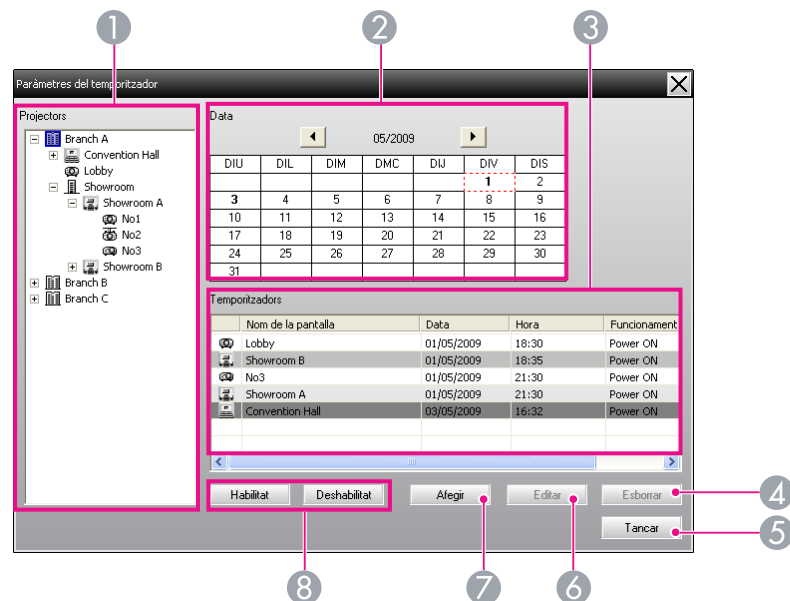 1 2 3
Paràmetres del temporitzador
Projectors
Branch A
Convention Hall
Lobby
Showroom
Showroom A
No1
No2
No3
Showroom B
Branch B
Branch C
Data
05/2009
DIU DIL DIM DMC DIJ DIV DIS
1 2
3 4 5 6 7 8 9
10 11 12 13 14 15 16
17 18 19 20 21 22 23
24 25 26 27 28 29 30
31
Temporitzadors
Nom de la pantalla Data Hora Funcionament
Lobby 01/05/2009 18:30 Power ON
Showroom B 01/05/2009 18:35 Power ON
No3 01/05/2009 21:30 Power ON
Showroom A 01/05/2009 21:30 Power ON
Convention Hall 03/05/2009 16:32 Power ON
Habilitat Deshabilitat Afegir Editar Esborrar 4
Tancar 5
8 7 6